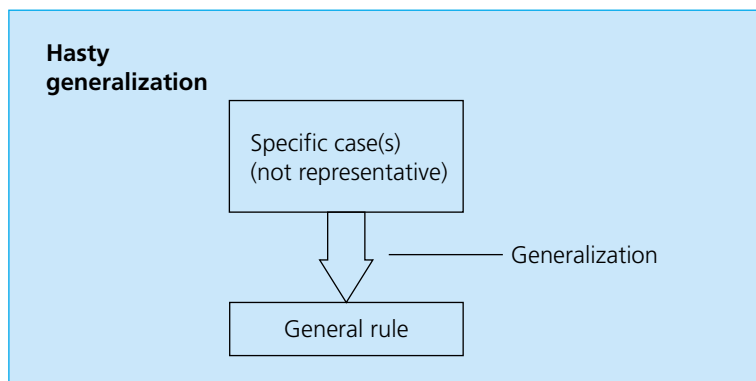 Hasty
generalization
Specific case(s)
(not representative)
Generalization
General rule